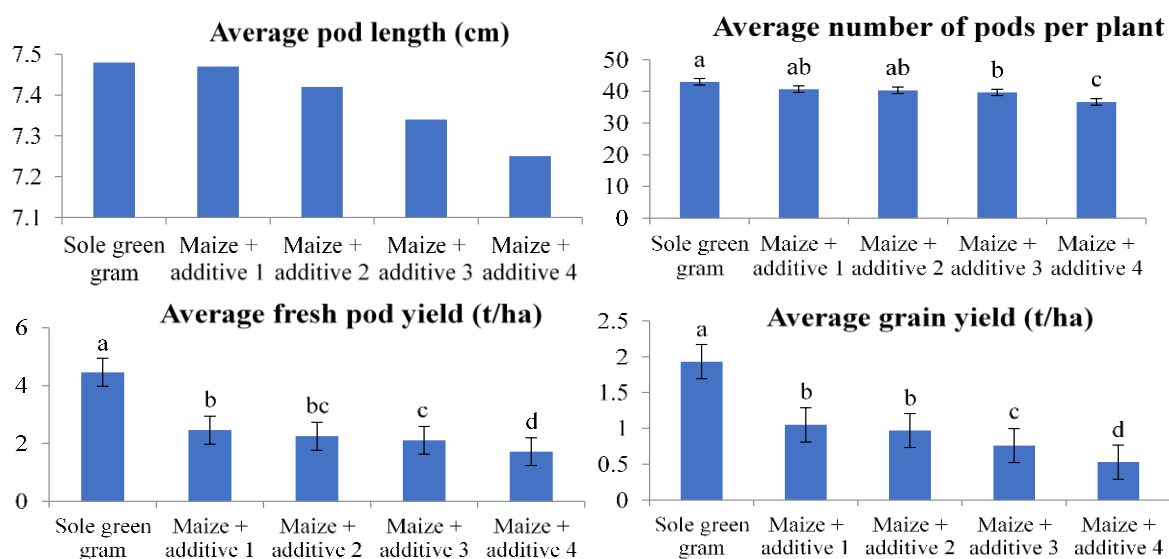 Average pod length (cm)
7.5
7.4
7.3
7.2
7.1
Sole green
gram
Maize +
additive 1
Maize +
additive 2
Maize +
additive 3
Maize +
additive 4
Average number of pods per plant
50
40
30
20
10
0
a
ab
ab
b
c
Sole green
gram
Maize +
additive 1
Maize +
additive 2
Maize +
additive 3
Maize +
additive 4
Average fresh pod yield (t/ha)
6
4
2
0
a
b
bc
c
d
Sole green
gram
Maize +
additive 1
Maize +
additive 2
Maize +
additive 3
Maize +
additive 4
Average grain yield (t/ha)
2.5
2
1.5
1
0.5
0
a
b
b
c
d
Sole green
gram
Maize +
additive 1
Maize +
additive 2
Maize +
additive 3
Maize +
additive 4